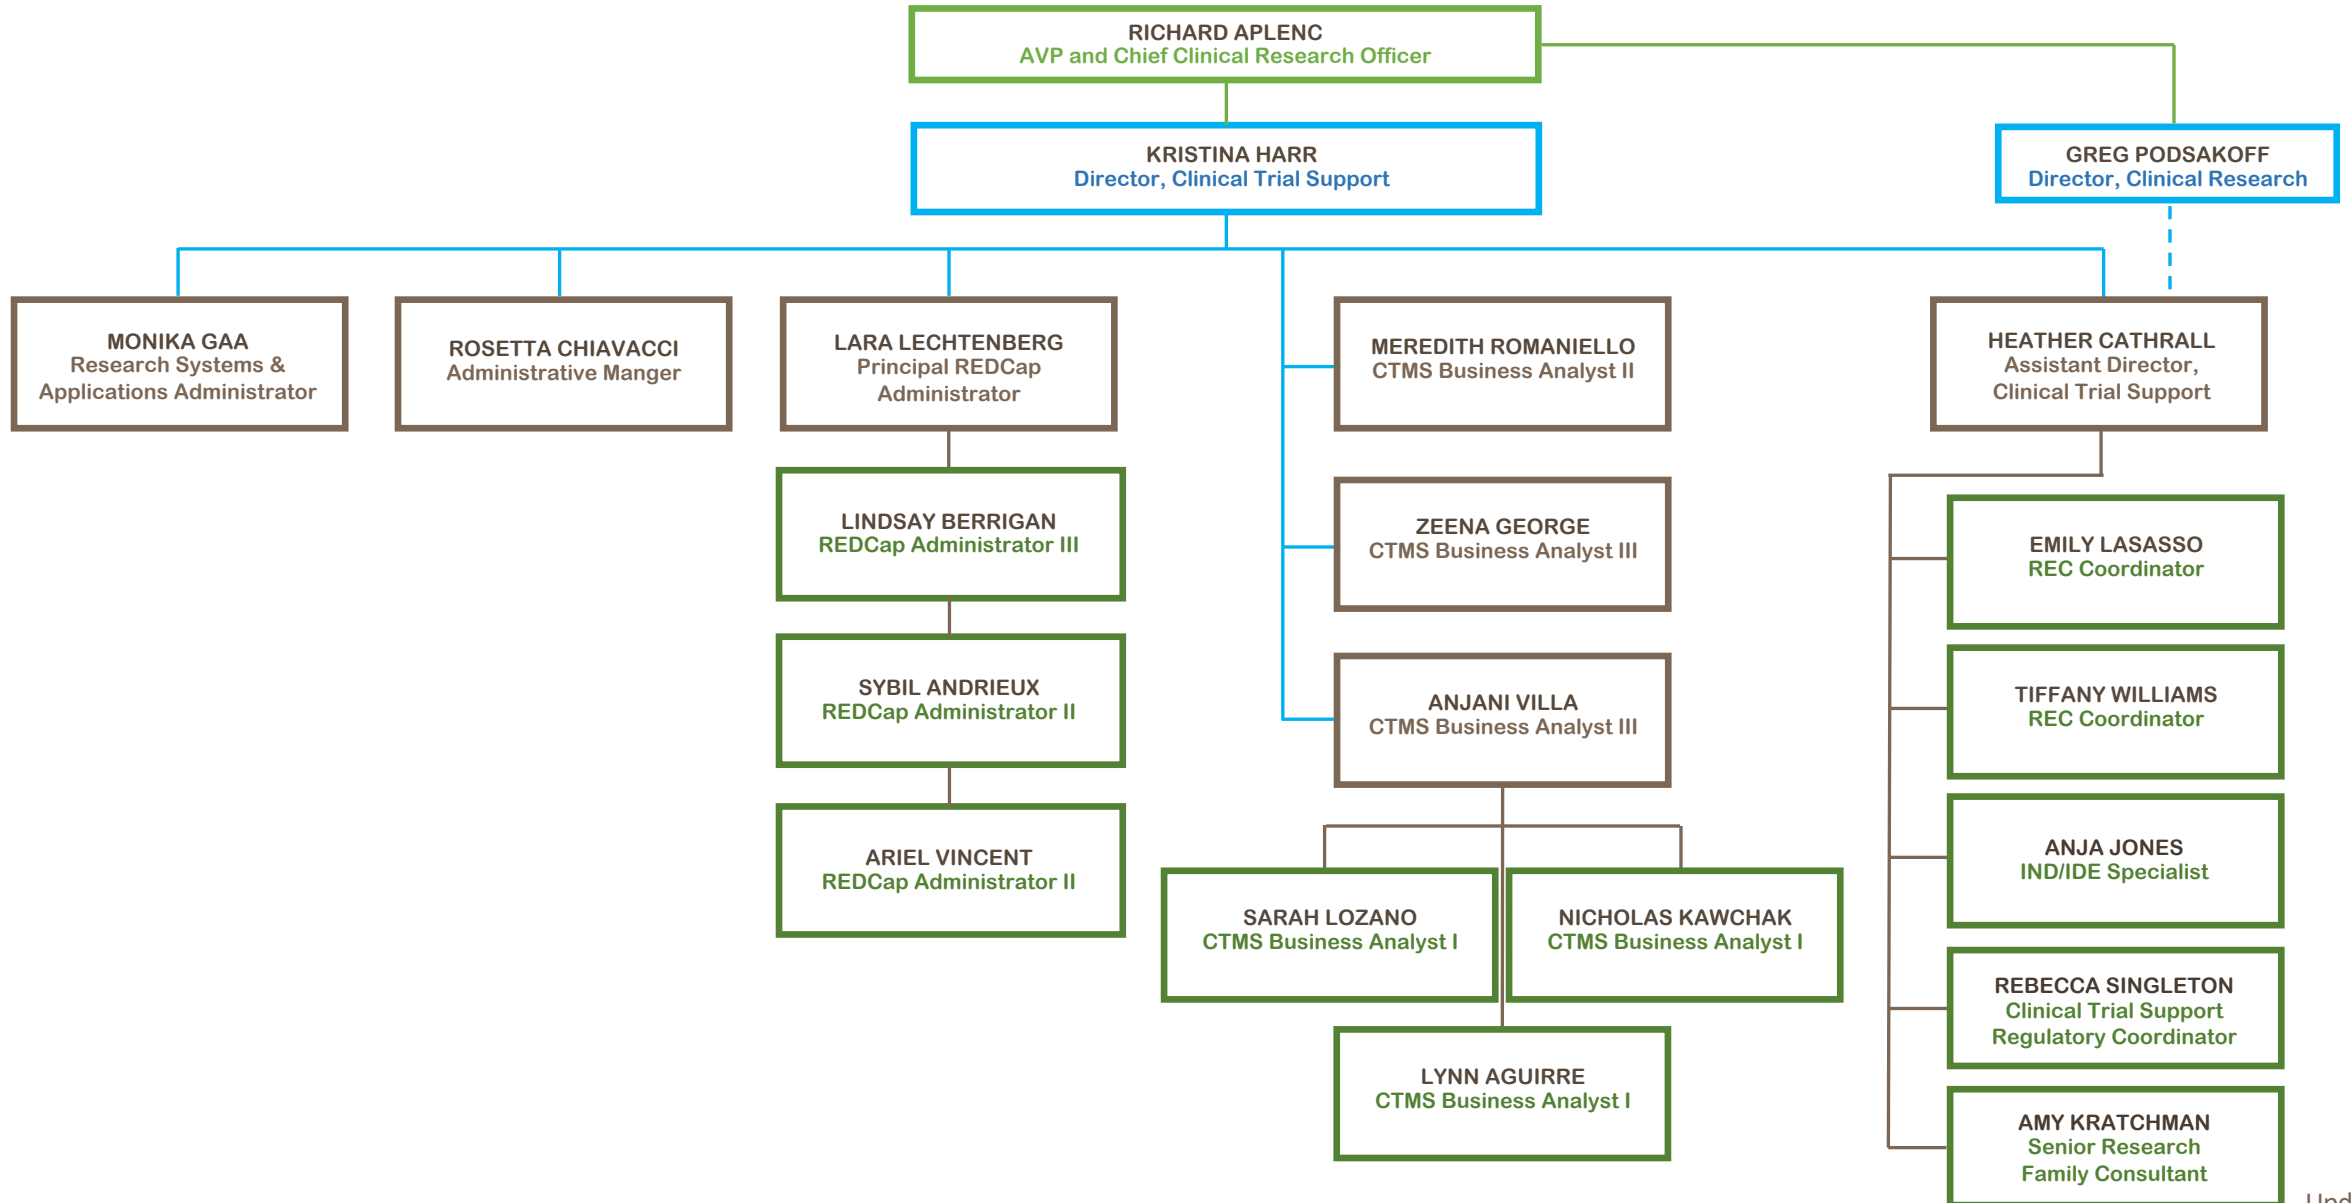 RICHARD APLENC
AVP and Chief Clinical Research Officer
KRISTINA HARR
Director, Clinical Trial Support
GREG PODSAKOFF
Director, Clinical Research
MONIKA GAA
Research Systems &
Applications Administrator
ROSETTA CHIAVACCI
Administrative Manger
LARA LECHTENBERG
Principal REDCap
Administrator
MEREDITH ROMANIELLO
CTMS Business Analyst II
HEATHER CATHRALL
Assistant Director,
Clinical Trial Support
LINDSAY BERRIGAN
REDCap Administrator III
ZEENA GEORGE
CTMS Business Analyst III
EMILY LASASSO
REC Coordinator
SYBIL ANDRIEUX
REDCap Administrator II
ANJANI VILLA
CTMS Business Analyst III
TIFFANY WILLIAMS
REC Coordinator
ARIEL VINCENT
REDCap Administrator II
ANJA JONES
IND/IDE Specialist
SARAH LOZANO
CTMS Business Analyst I
NICHOLAS KAWCHAK
CTMS Business Analyst I
REBECCA SINGLETON
Clinical Trial Support
Regulatory Coordinator
LYNN AGUIRRE
CTMS Business Analyst I
AMY KRATCHMAN
Senior Research
Family Consultant